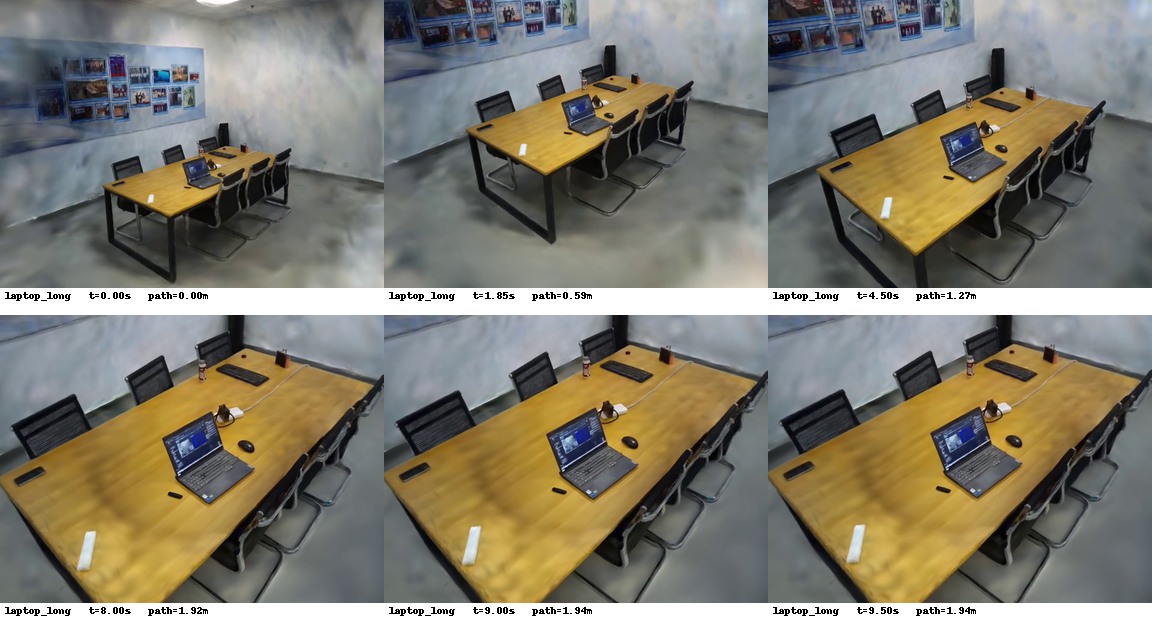 laptop_long t=0.00s path=0.00m
laptop_long t=1.85s path=0.59m
laptop_long t=4.50s path=1.27m
laptop_long t=8.00s path=1.92m
laptop_long t=9.00s path=1.94m
laptop_long t=9.50s path=1.94m